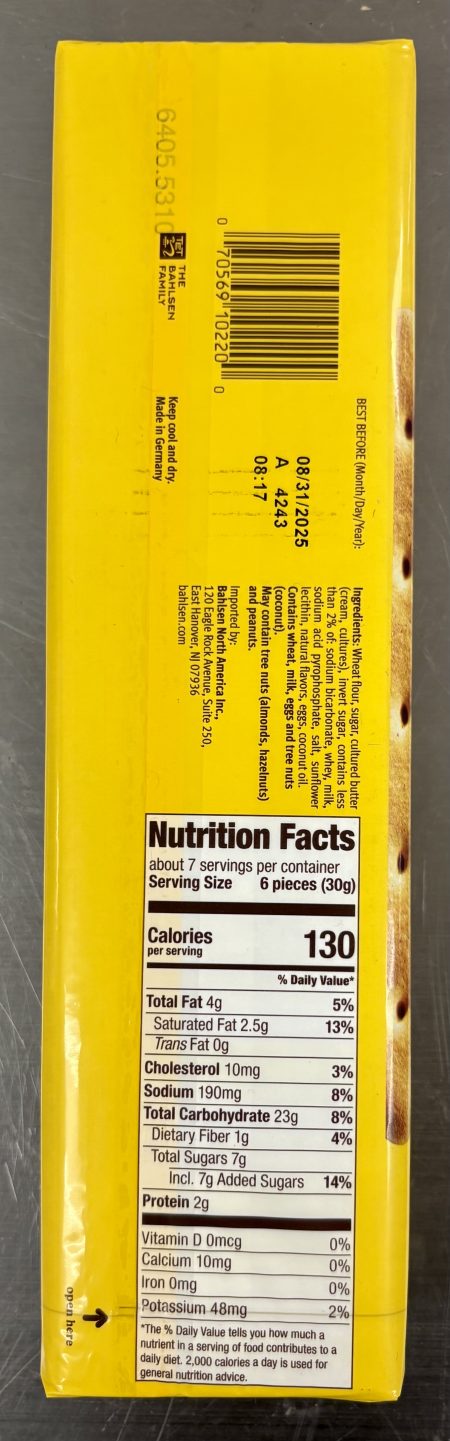 6405.5310
TET
THE
BAHLSEN
FAMILY
0 70569 10220 0
Keep cool and dry.
Made in Germany
BEST BEFORE (Month/Day/Year):
08/31/2025
A 4243
08:17
Ingredients: Wheat flour, sugar, cultured butter
(cream, cultures), invert sugar, contains less
than 2% of: sodium bicarbonate, whey, milk,
sodium acid pyrophosphate, salt, sunflower
lecithin, natural flavors, eggs, coconut oil.
Contains wheat, milk, eggs and tree nuts
(coconut).
May contain tree nuts (almonds, hazelnuts)
and peanuts.
Imported by:
Bahlsen North America Inc.,
120 Eagle Rock Avenue, Suite 250,
East Hanover, NJ 07936
bahlsen.com
Nutrition Facts
about 7 servings per container
Serving Size 6 pieces (30g)
Calories 130
per serving
% Daily Value*
Total Fat 4g 5%
Saturated Fat 2.5g 13%
Trans Fat 0g
Cholesterol 10mg 3%
Sodium 190mg 8%
Total Carbohydrate 23g 8%
Dietary Fiber 1g 4%
Total Sugars 7g
Incl. 7g Added Sugars 14%
Protein 2g
Vitamin D 0mcg 0%
Calcium 10mg 0%
Iron 0mg 0%
Potassium 48mg 2%
*The % Daily Value tells you how much a
nutrient in a serving of food contributes to a
daily diet. 2,000 calories a day is used for
general nutrition advice.
open here